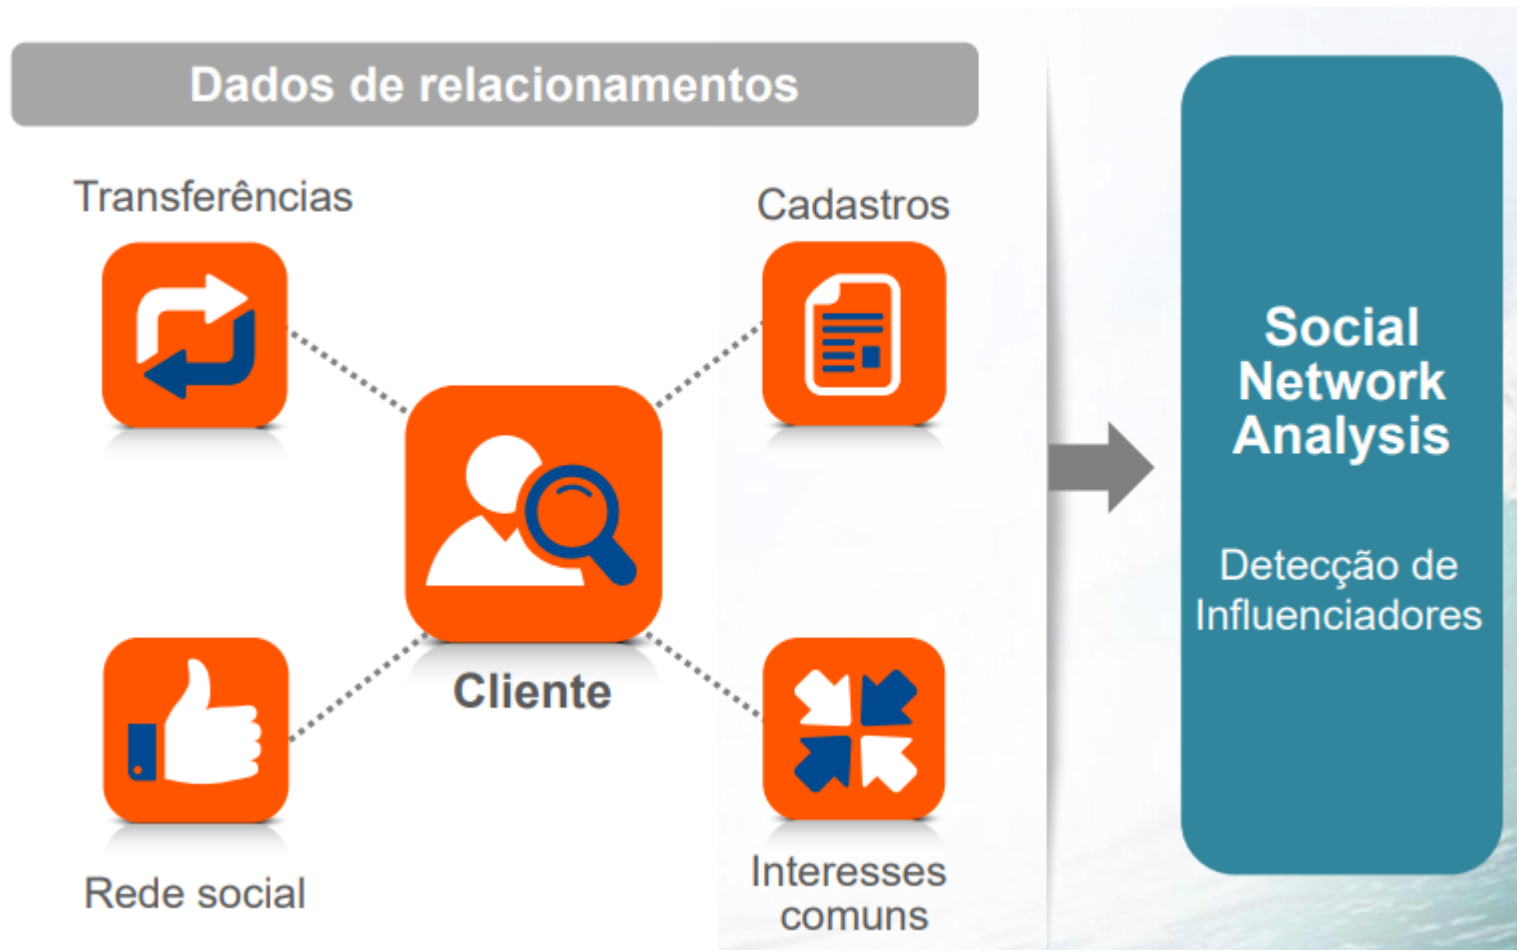 Dados de relacionamentos
Transferências
Cadastros
Cliente
Rede social
Interesses
comuns
Social
Network
Analysis
Detecção de
Influenciadores